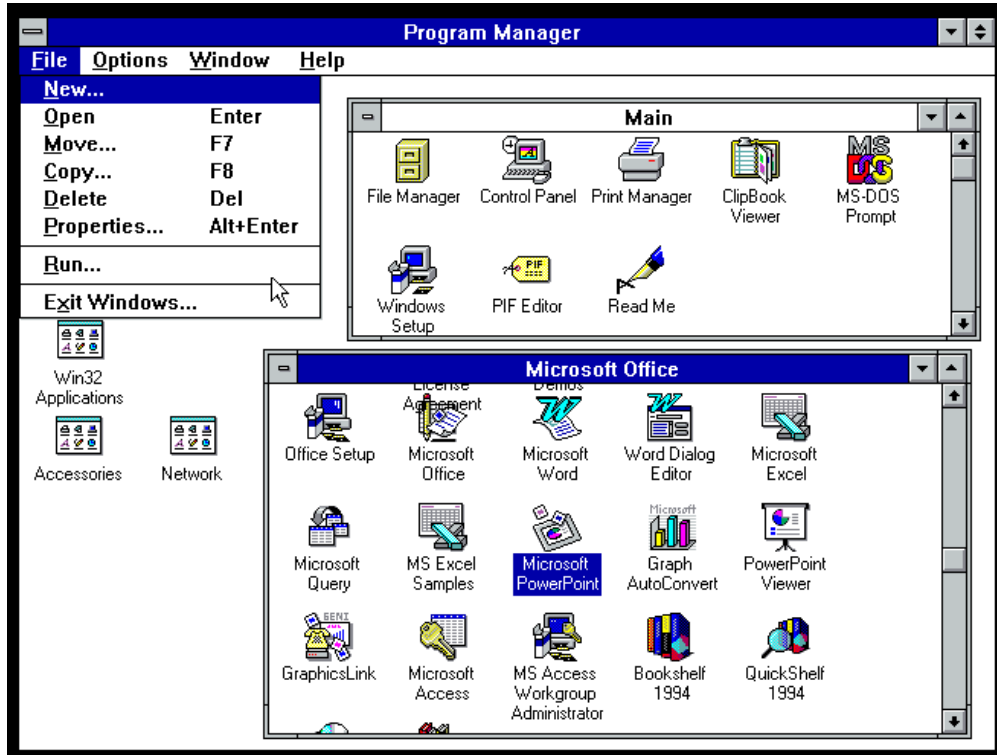 Program Manager
File Options Window Help
New...
Open Enter
Move... F7
Copy... F8
Delete Del
Properties... Alt+Enter
Run...
Exit Windows...
Main
File Manager
Control Panel
Print Manager
ClipBook
Viewer
MS-DOS
Prompt
MS
DOS
Windows
Setup
PIF
PIF Editor
Read Me
Win32
Applications
Accessories
Network
Microsoft Office
License
Agreement
Demos
Office Setup
Microsoft
Office
Microsoft
Word
Word Dialog
Editor
Microsoft
Excel
Microsoft
Query
MS Excel
Samples
Microsoft
PowerPoint
Microsoft
Graph
AutoConvert
PowerPoint
Viewer
GENI
GraphicsLink
Microsoft
Access
MS Access
Workgroup
Administrator
Bookshelf
1994
QuickShelf
1994